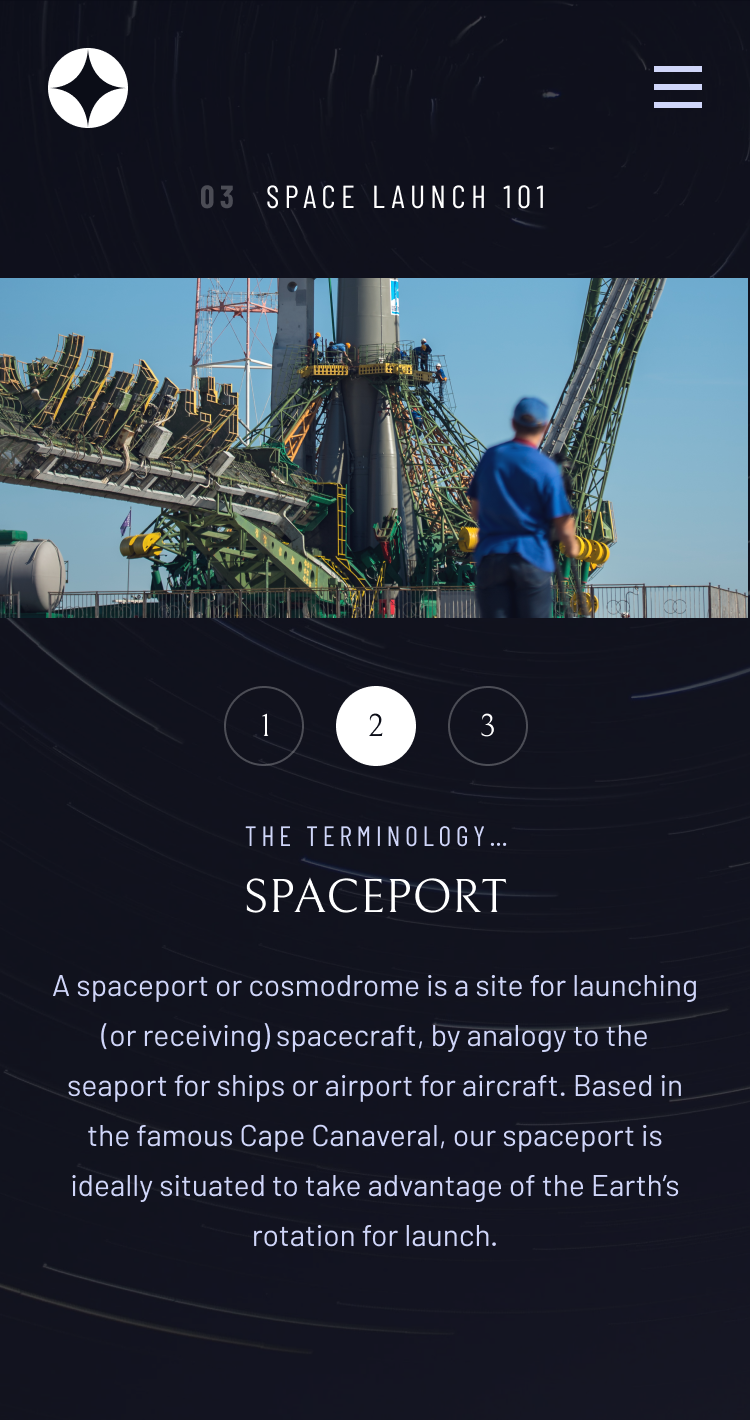 03 SPACE LAUNCH 101
1 2 3
THE TERMINOLOGY…
SPACEPORT
A spaceport or cosmodrome is a site for launching
(or receiving) spacecraft, by analogy to the
seaport for ships or airport for aircraft. Based in
the famous Cape Canaveral, our spaceport is
ideally situated to take advantage of the Earth’s
rotation for launch.